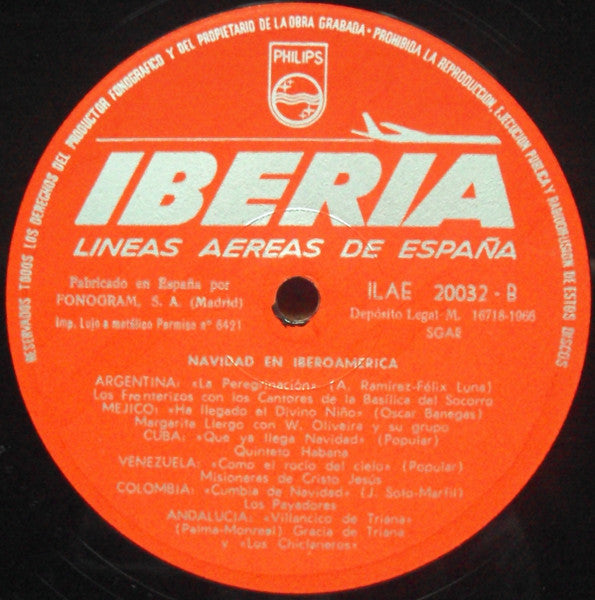 RESERVADOS TODOS LOS DERECHOS DEL PRODUCTOR FONOGRAFICO Y DEL PROPIETARIO DE LA OBRA GRABADA - PROHIBIDA LA REPRODUCCION, EJECUCION PUBLICA Y RADIODIFUSION DE ESTOS DISCOS
PHILIPS
IBERIA
LINEAS AEREAS DE ESPAÑA
Fabricado en España por
FONOGRAM, S. A. (Madrid)
Imp. Lujo a metálico Permiso nº 6421
ILAE 20032 - B
Depósito Legal M. 16718-1966
SGAE
NAVIDAD EN IBEROAMERICA
ARGENTINA: «La Peregrinación» (A. Ramírez-Félix Luna)
Los Fronterizos con los Cantores de la Basílica del Socorro
MEJICO: «Ha llegado el Divino Niño» (Oscar Banegas)
Margarita Llergo con W. Oliveira y su grupo
CUBA: «Que ya llega Navidad» (Popular)
Quinteto Habana
VENEZUELA: «Como el rocío del cielo» (Popular)
Misioneras de Cristo Jesús
COLOMBIA: «Cumbia de Navidad» (J. Soto-Marfil)
Los Payadores
ANDALUCIA: «Villancico de Triana»
(Palma-Monreal) Gracia de Triana
y «Los Chiclaneros»